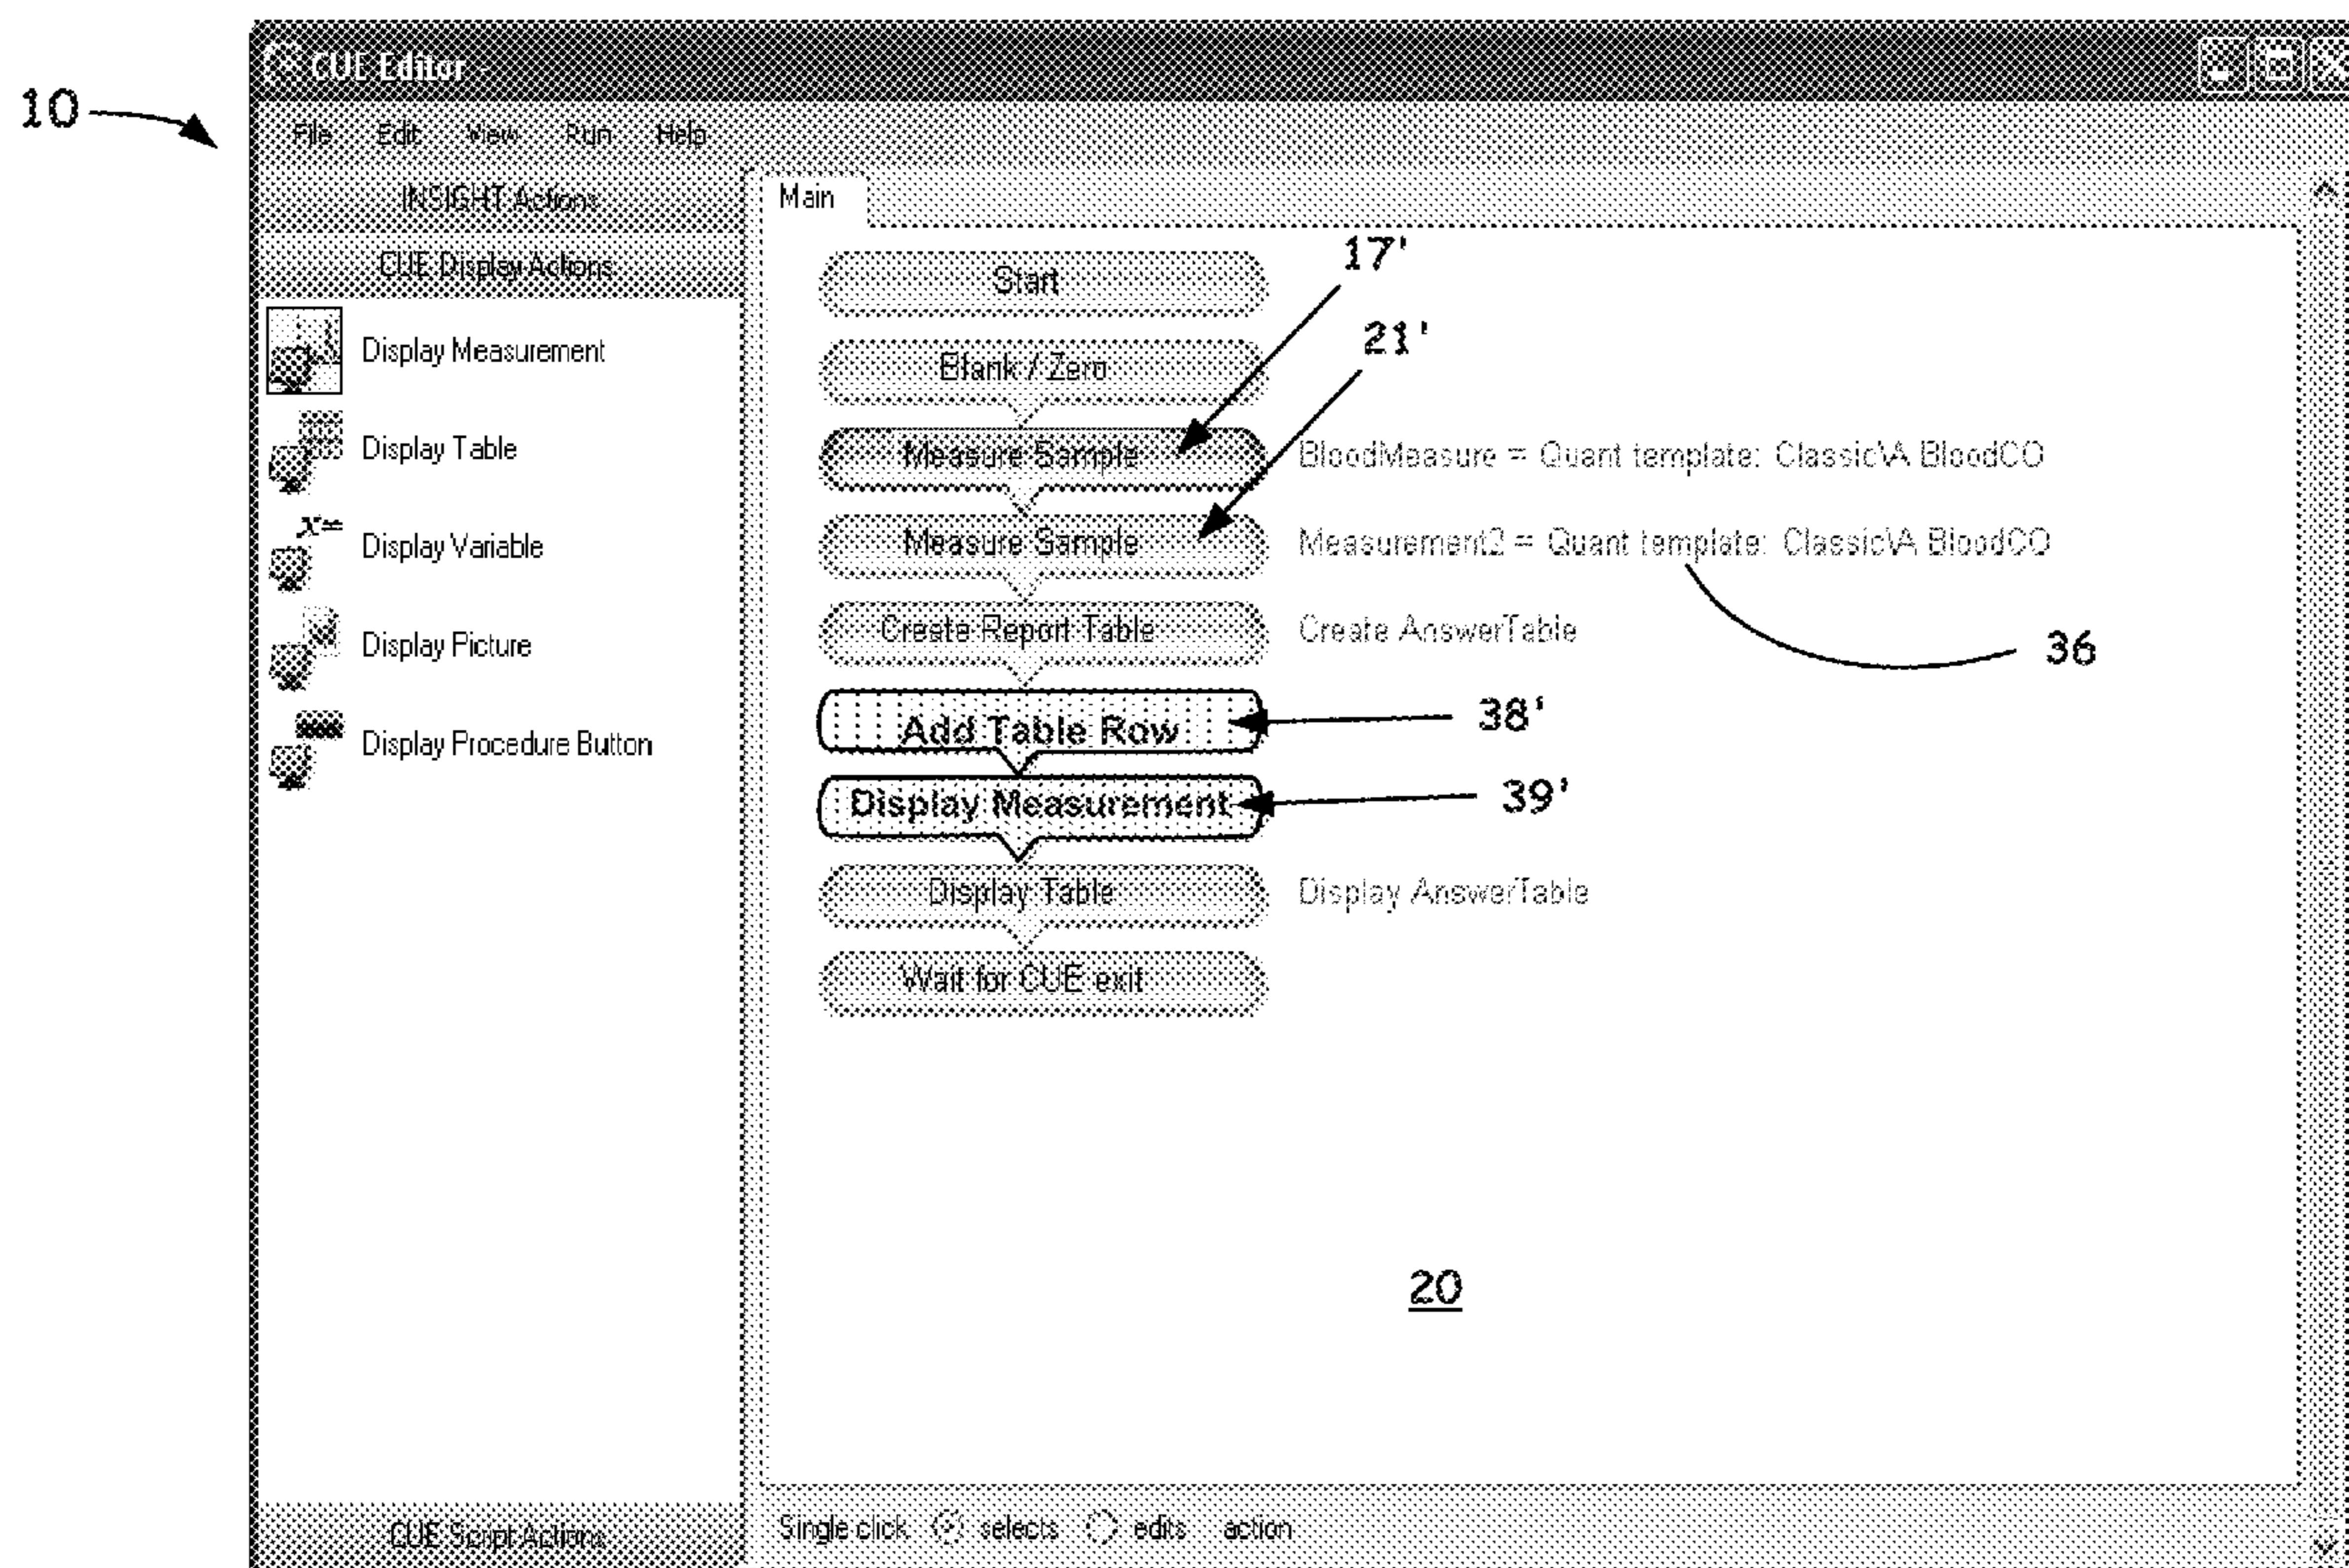 CUE Editor -
10
File Edit View Run Help
INSIGHT Actions
CUE Display Actions
Display Measurement
Display Table
x=
Display Variable
Display Picture
Display Procedure Button
CUE Script Actions
Main
Start
17'
Blank / Zero
21'
Measure Sample BloodMeasure = Quant template: Classic\A BloodCO
Measure Sample Measurement2 = Quant template: Classic\A BloodCO
Create Report Table Create AnswerTable
36
Add Table Row 38'
Display Measurement 39'
Display Table Display AnswerTable
Wait for CUE exit
20
Single click selects edits action